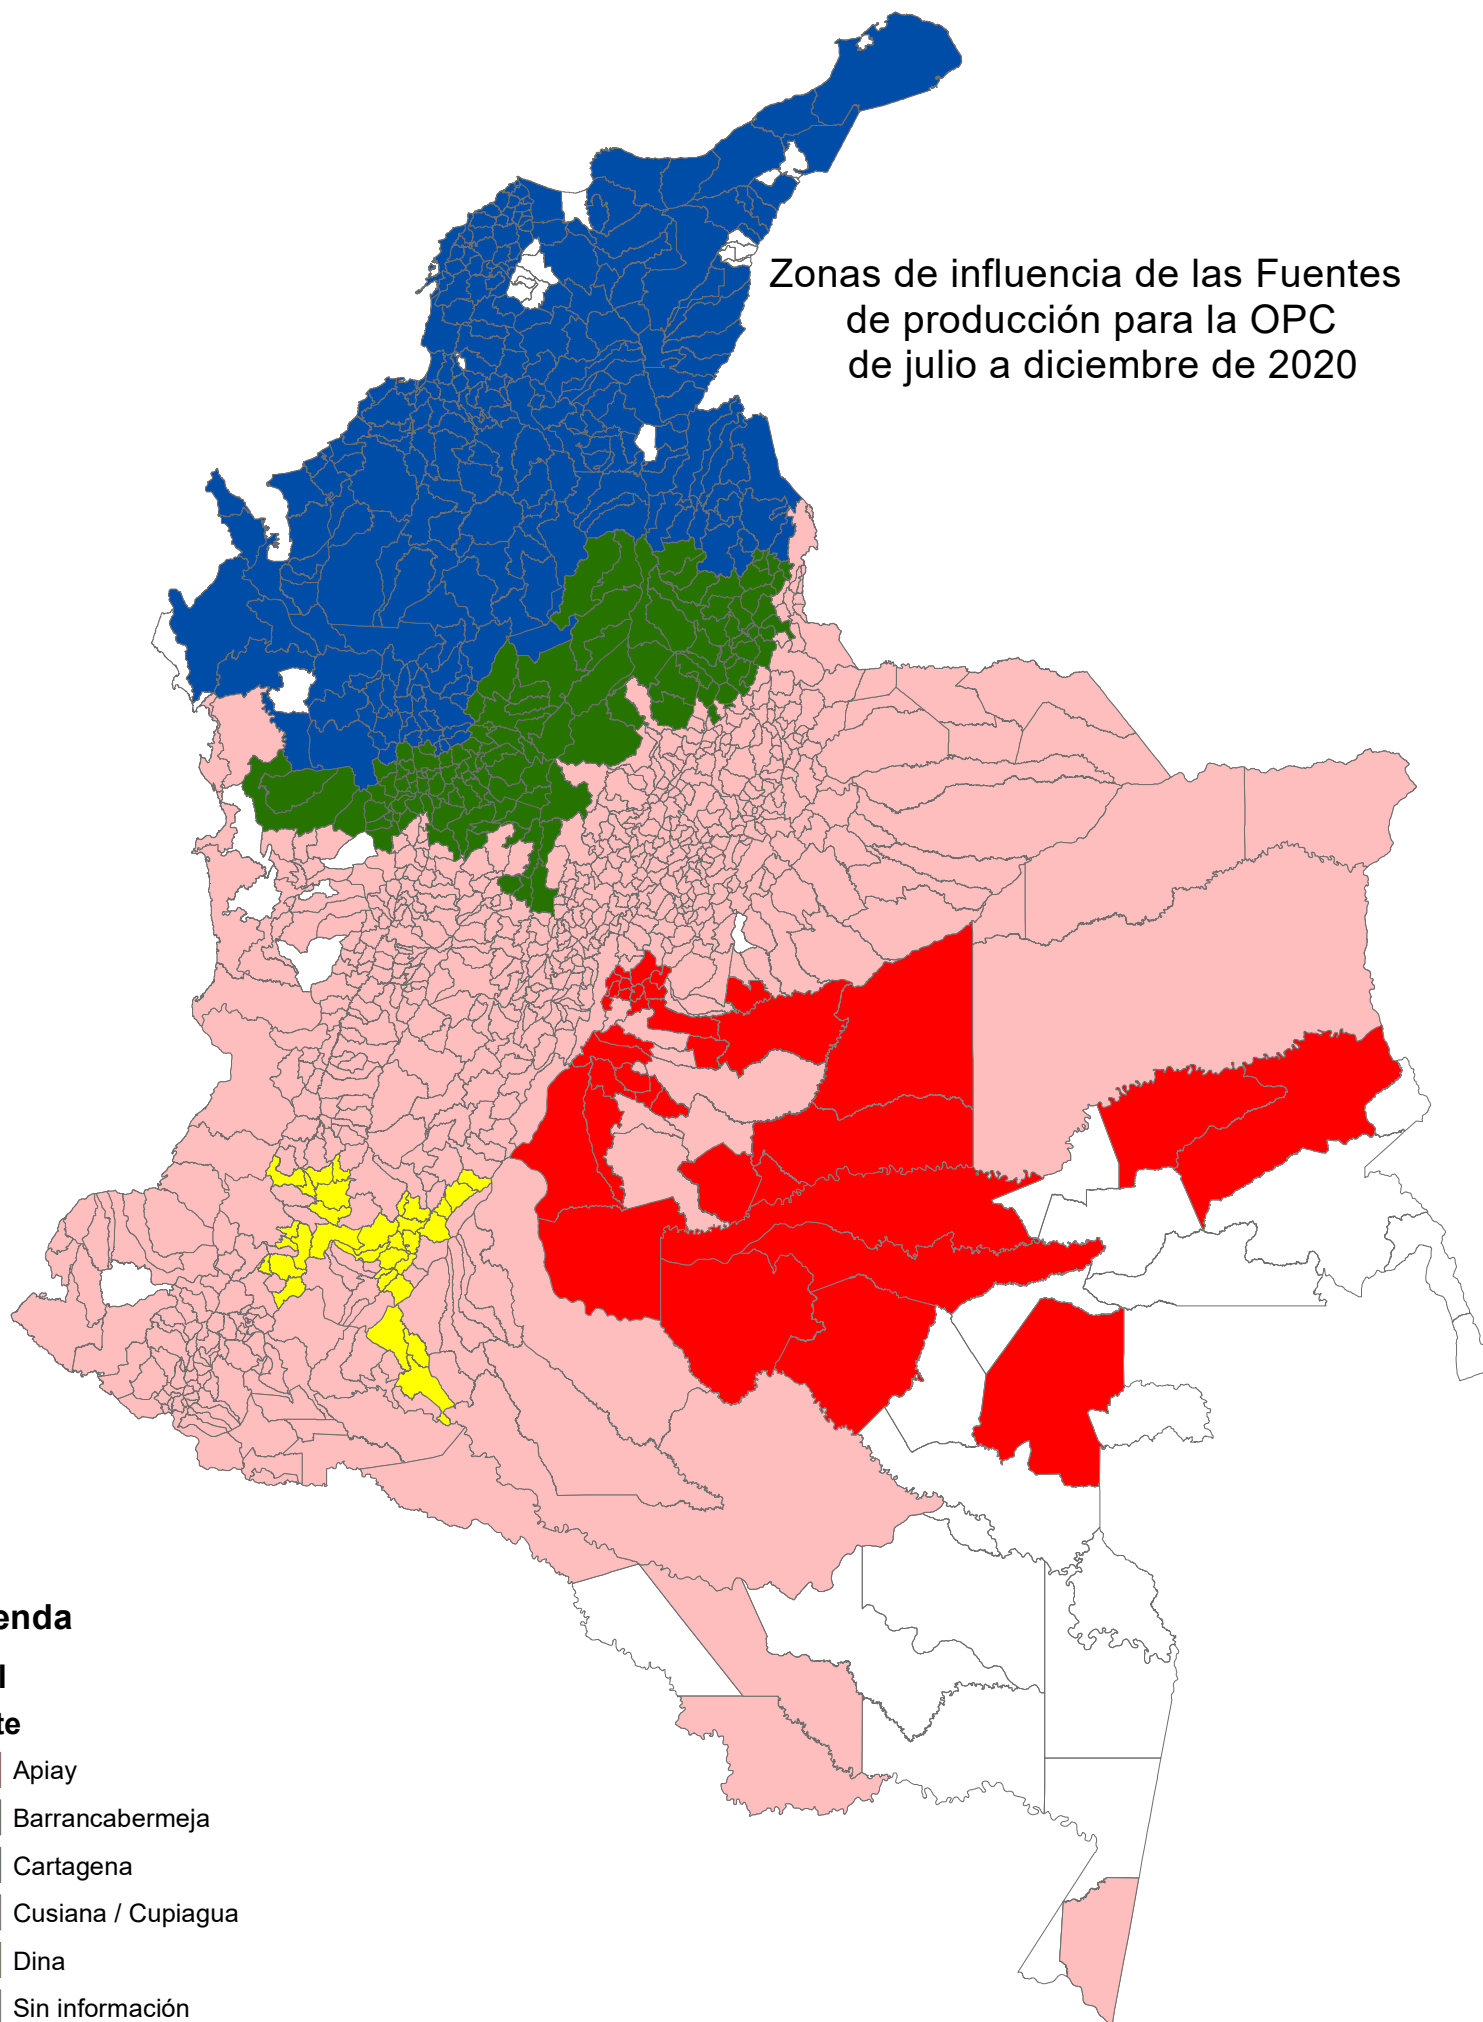 Zonas de influencia de las Fuentes
de producción para la OPC
de julio a diciembre de 2020
enda
l
te
Apiay
Barrancabermeja
Cartagena
Cusiana / Cupiagua
Dina
Sin información